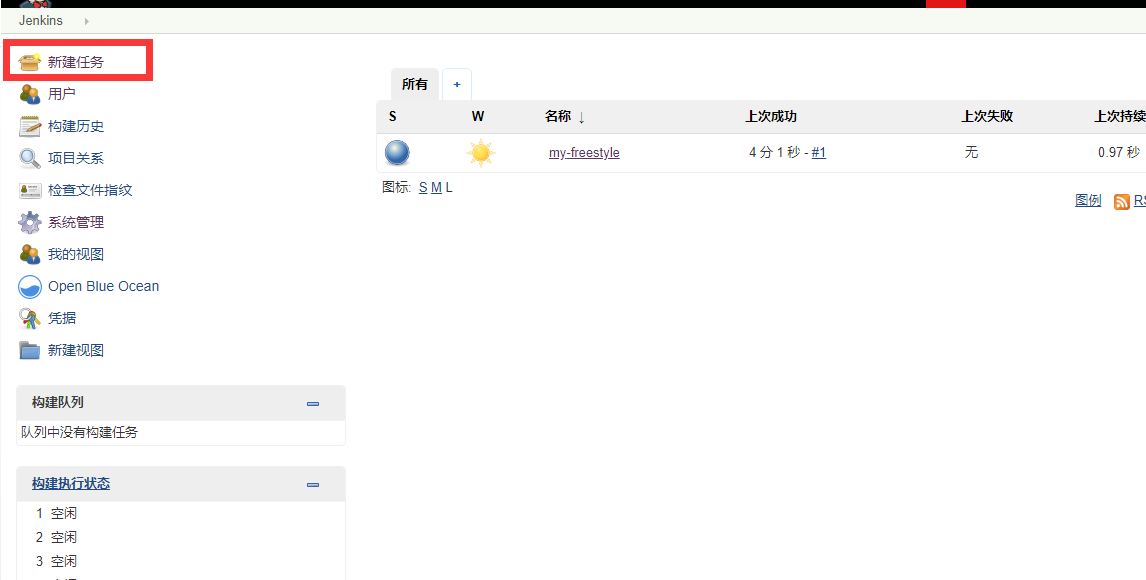 Jenkins
新建任务
用户
构建历史
项目关系
检查文件指纹
系统管理
我的视图
Open Blue Ocean
凭据
新建视图
构建队列
队列中没有构建任务
构建执行状态
1 空闲
2 空闲
3 空闲
所有 +
S W 名称 ↓ 上次成功 上次失败 上次持续
my-freestyle 4 分 1 秒 - #1 无 0.97 秒
图标: S M L
图例 RS